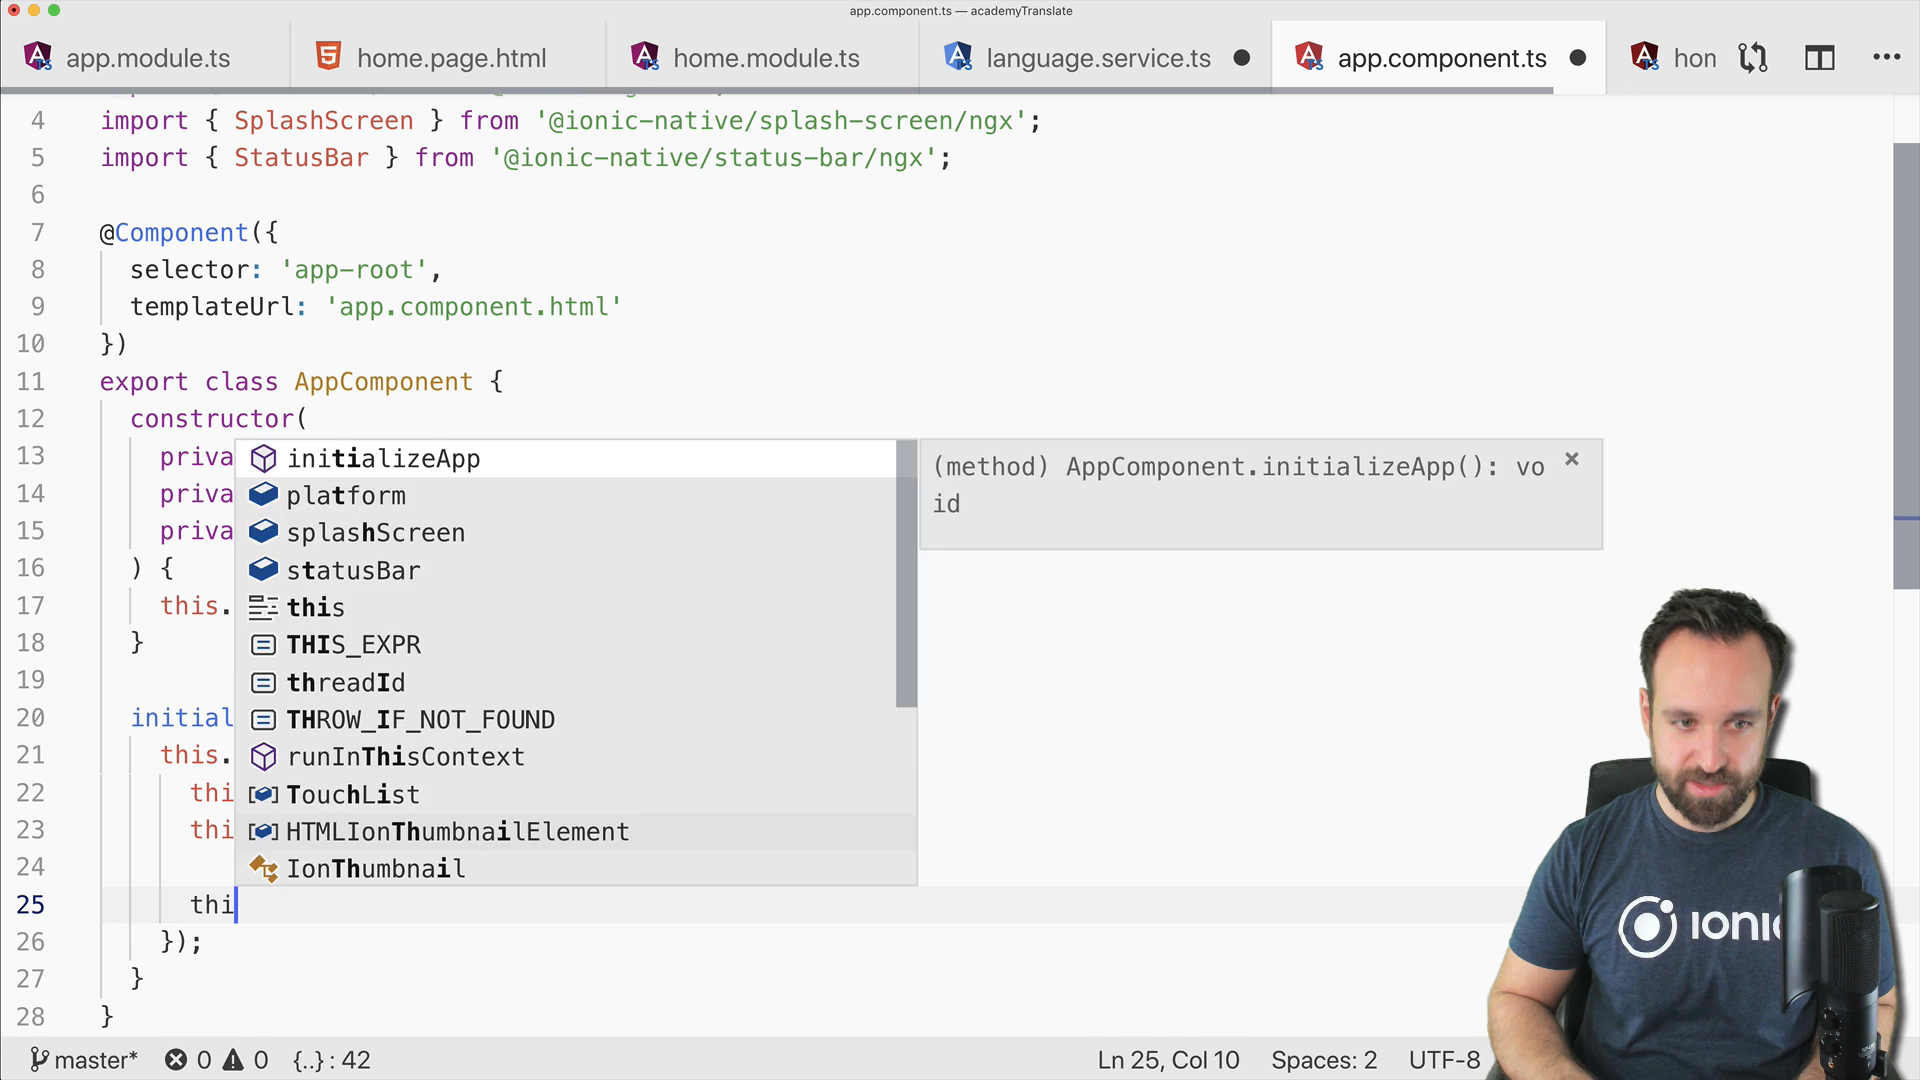 app.component.ts — academyTranslate
app.module.ts
home.page.html
home.module.ts
language.service.ts
app.component.ts
hon
4 import { SplashScreen } from '@ionic-native/splash-screen/ngx';
5 import { StatusBar } from '@ionic-native/status-bar/ngx';
6
7 @Component({
8 selector: 'app-root',
9 templateUrl: 'app.component.html'
10 })
11 export class AppComponent {
12 constructor(
13 priva
14 priva
15 priva
16 ) {
17 this.
18 }
19
20 initial
21 this.
22 thi
23 thi
24
25 thi
26 });
27 }
28 }
initializeApp
platform
splashScreen
statusBar
this
THIS_EXPR
threadId
THROW_IF_NOT_FOUND
runInThisContext
TouchList
HTMLIonThumbnailElement
IonThumbnail
(method) AppComponent.initializeApp(): vo
id
ionic
master* 0 0 {..} : 42
Ln 25, Col 10 Spaces: 2 UTF-8